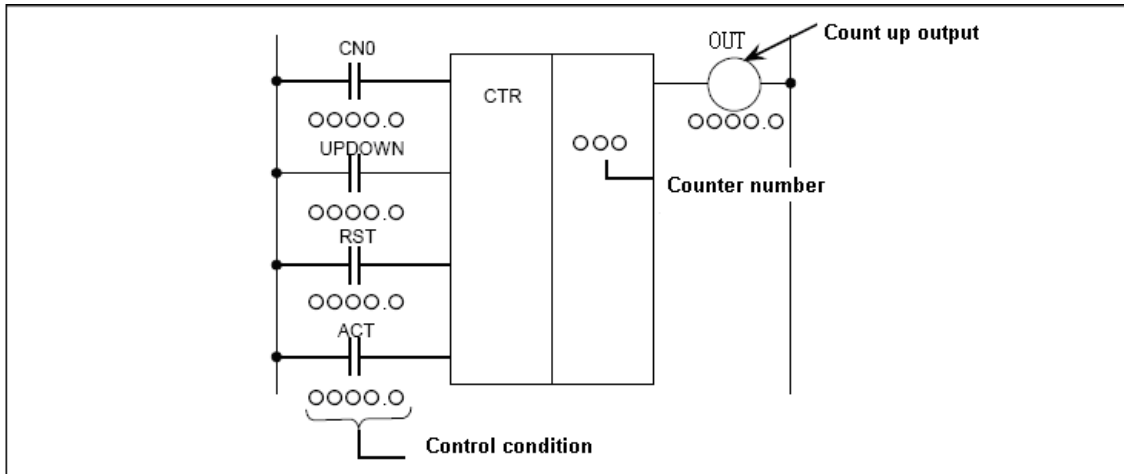 CN0
OOOO.O
UPDOWN
OOOO.O
RST
OOOO.O
ACT
OOOO.O
Control condition
CTR
OOO
Counter number
OUT
OOOO.O
Count up output